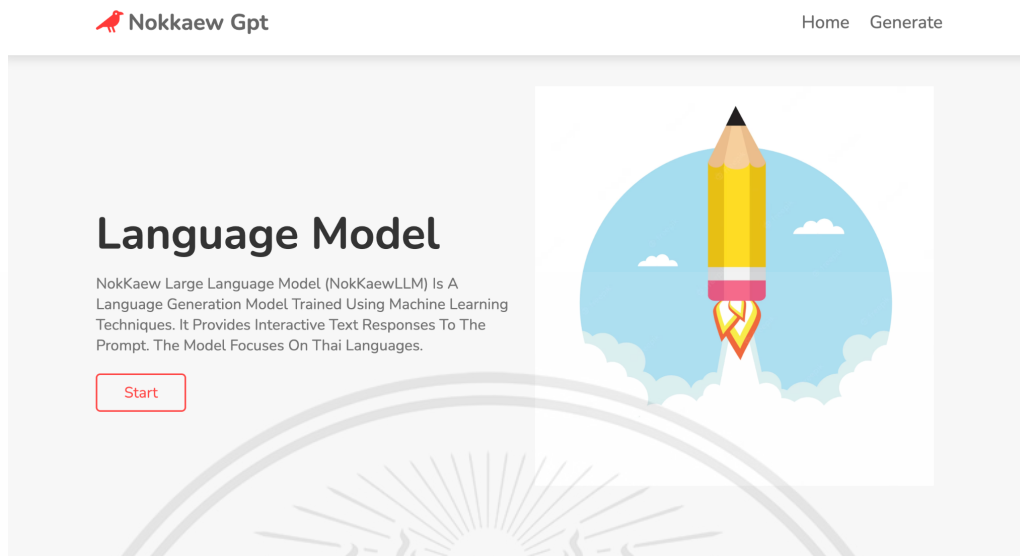 Nokkaew Gpt
Home Generate
Language Model
NokKaew Large Language Model (NokKaewLLM) Is A
Language Generation Model Trained Using Machine Learning
Techniques. It Provides Interactive Text Responses To The
Prompt. The Model Focuses On Thai Languages.
Start